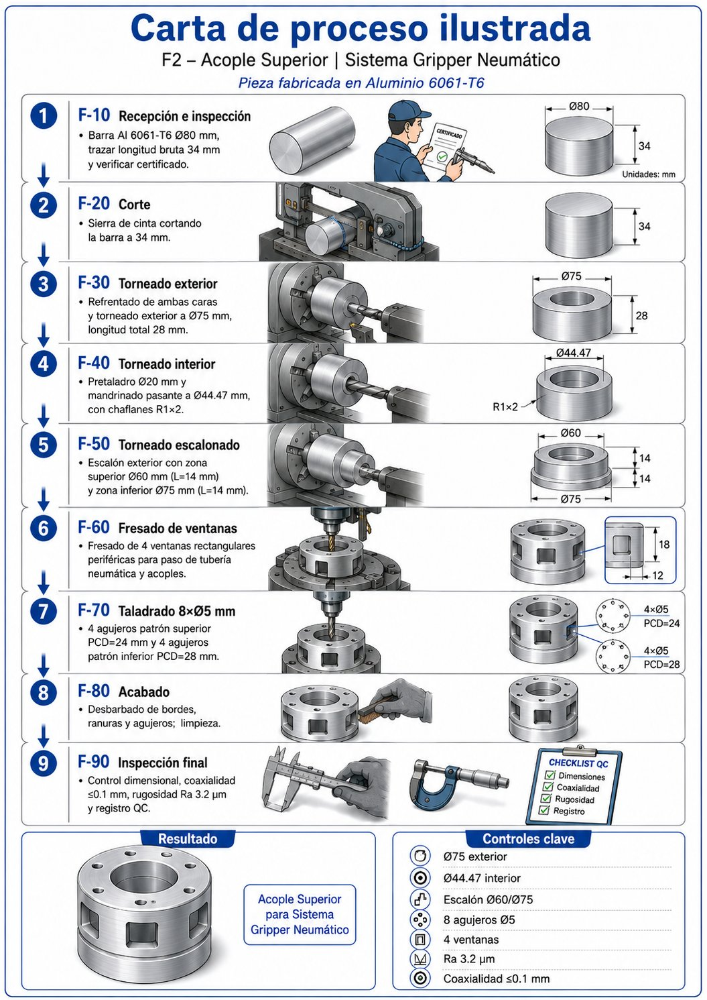 Carta de proceso ilustrada
F2 – Acople Superior | Sistema Gripper Neumático
Pieza fabricada en Aluminio 6061-T6
1
F-10 Recepción e inspección
• Barra Al 6061-T6 Ø80 mm,
trazar longitud bruta 34 mm
y verificar certificado.
CERTIFICADO
Ø80
34
Unidades: mm
2
F-20 Corte
• Sierra de cinta cortando
la barra a 34 mm.
34
3
F-30 Torneado exterior
• Refrentado de ambas caras
y torneado exterior a Ø75 mm,
longitud total 28 mm.
Ø75
28
4
F-40 Torneado interior
• Pretaladro Ø20 mm y
mandrinado pasante a Ø44.47 mm,
con chaflanes R1×2.
Ø44.47
R1×2
5
F-50 Torneado escalonado
• Escalón exterior con zona
superior Ø60 mm (L=14 mm)
y zona inferior Ø75 mm (L=14 mm).
Ø60
14
14
Ø75
6
F-60 Fresado de ventanas
• Fresado de 4 ventanas rectangulares
periféricas para paso de tubería
neumática y acoples.
18
12
7
F-70 Taladrado 8×Ø5 mm
• 4 agujeros patrón superior
PCD=24 mm y 4 agujeros
patrón inferior PCD=28 mm.
4×Ø5
PCD=24
4×Ø5
PCD=28
8
F-80 Acabado
• Desbarbado de bordes,
ranuras y agujeros; limpieza.
9
F-90 Inspección final
• Control dimensional, coaxialidad
≤0.1 mm, rugosidad Ra 3.2 µm
y registro QC.
CHECKLIST QC
Dimensiones
Coaxialidad
Rugosidad
Registro
Resultado
Acople Superior
para Sistema
Gripper Neumático
Controles clave
Ø75 exterior
Ø44.47 interior
Escalón Ø60/Ø75
8 agujeros Ø5
4 ventanas
Ra 3.2 µm
Coaxialidad ≤0.1 mm